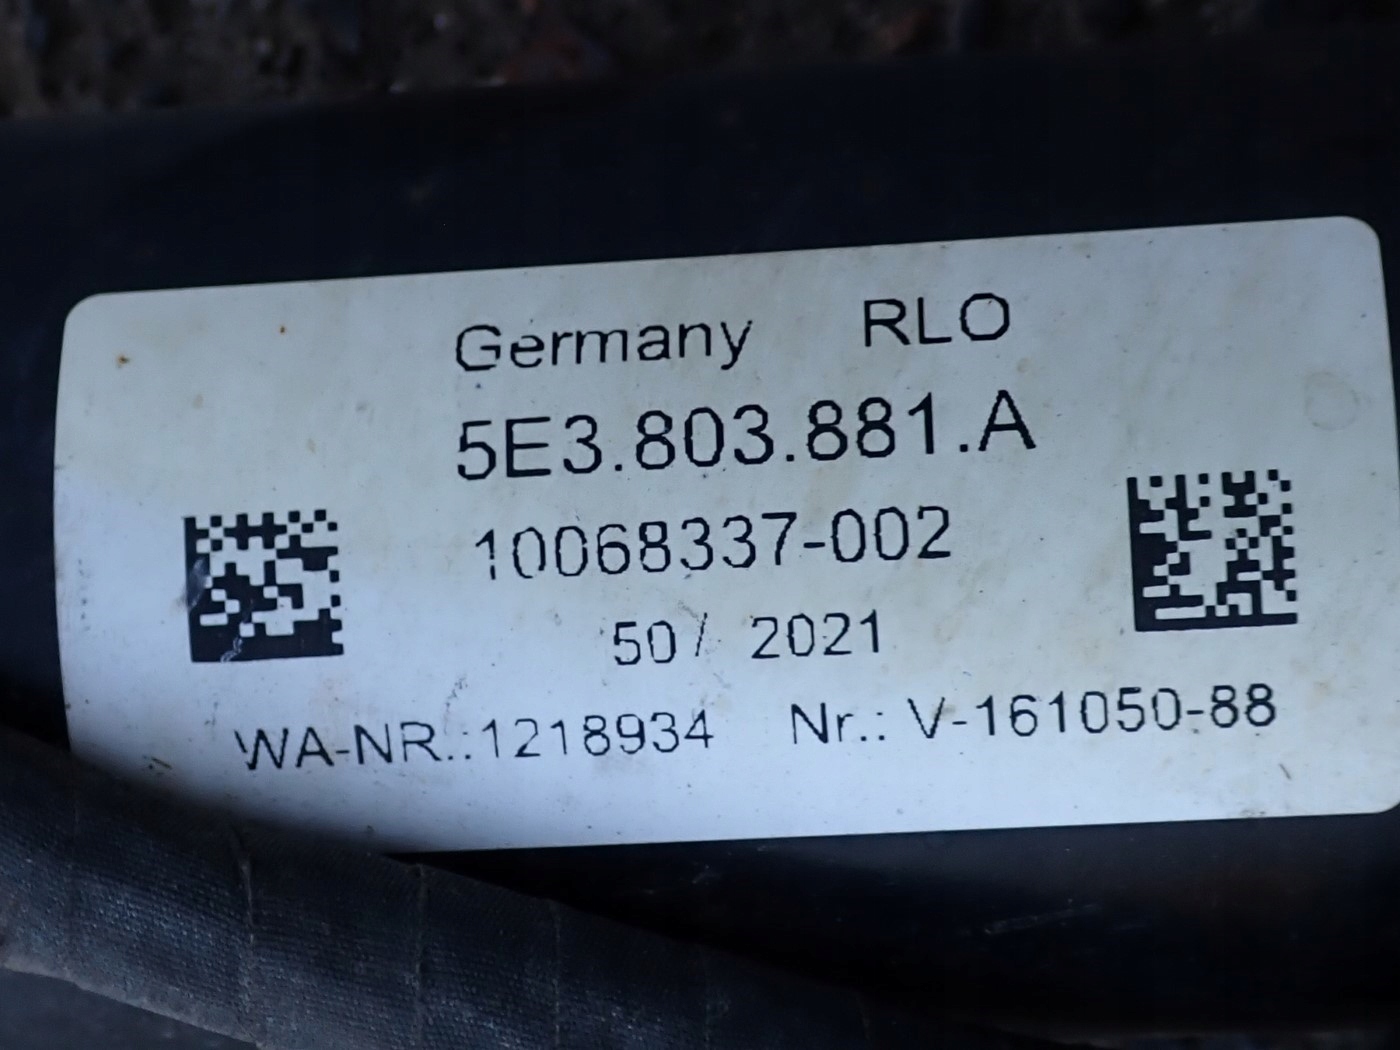 Germany RLO
5E3.803.881.A
10068337-002
50/ 2021
WA-NR.:1218934 Nr.: V-161050-88